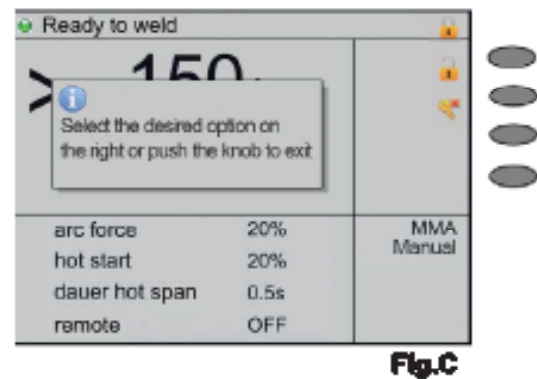 Ready to weld
> 150
Select the desired option on
the right or push the knob to exit
arc force 20%
hot start 20%
dauer hot span 0.5s
remote OFF
MMA
Manual
Fig.C